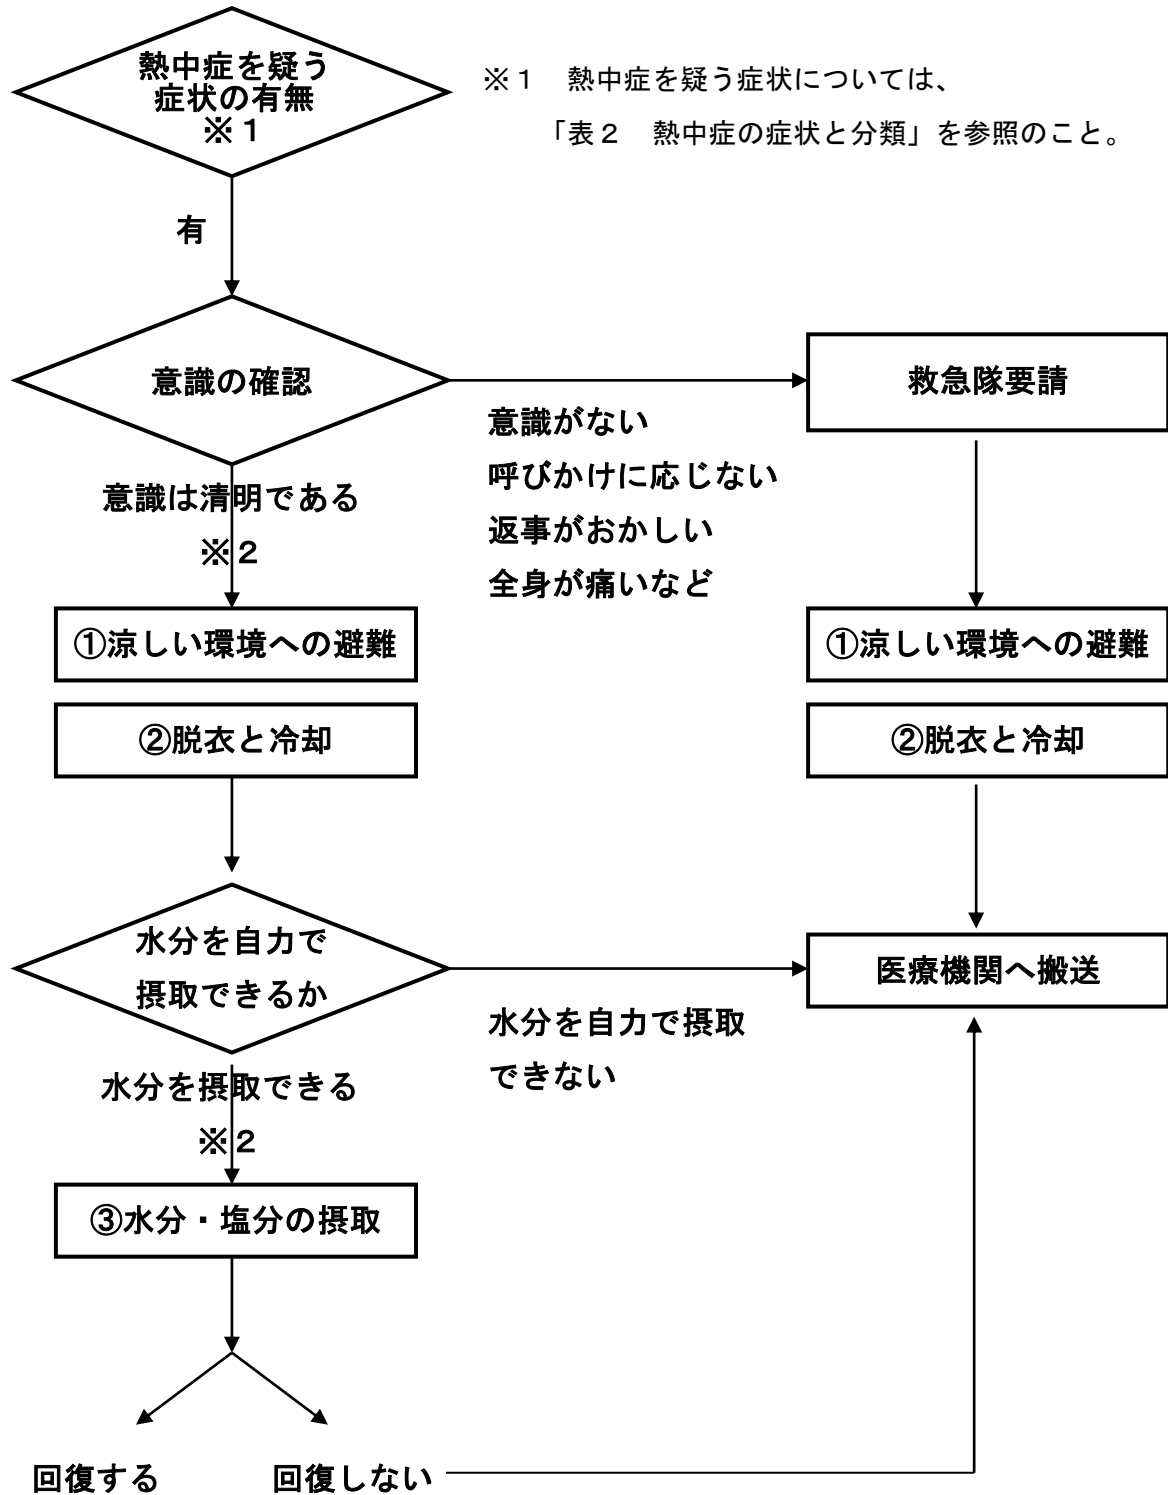 熱中症を疑う
症状の有無
※１
※１　熱中症を疑う症状については、
「表２　熱中症の症状と分類」を参照のこと。
有
意識の確認
救急隊要請
意識がない
呼びかけに応じない
返事がおかしい
全身が痛いなど
意識は清明である
※２
①涼しい環境への避難
①涼しい環境への避難
②脱衣と冷却
②脱衣と冷却
水分を自力で
摂取できるか
医療機関へ搬送
水分を自力で摂取
できない
水分を摂取できる
※２
③水分・塩分の摂取
回復する
回復しない